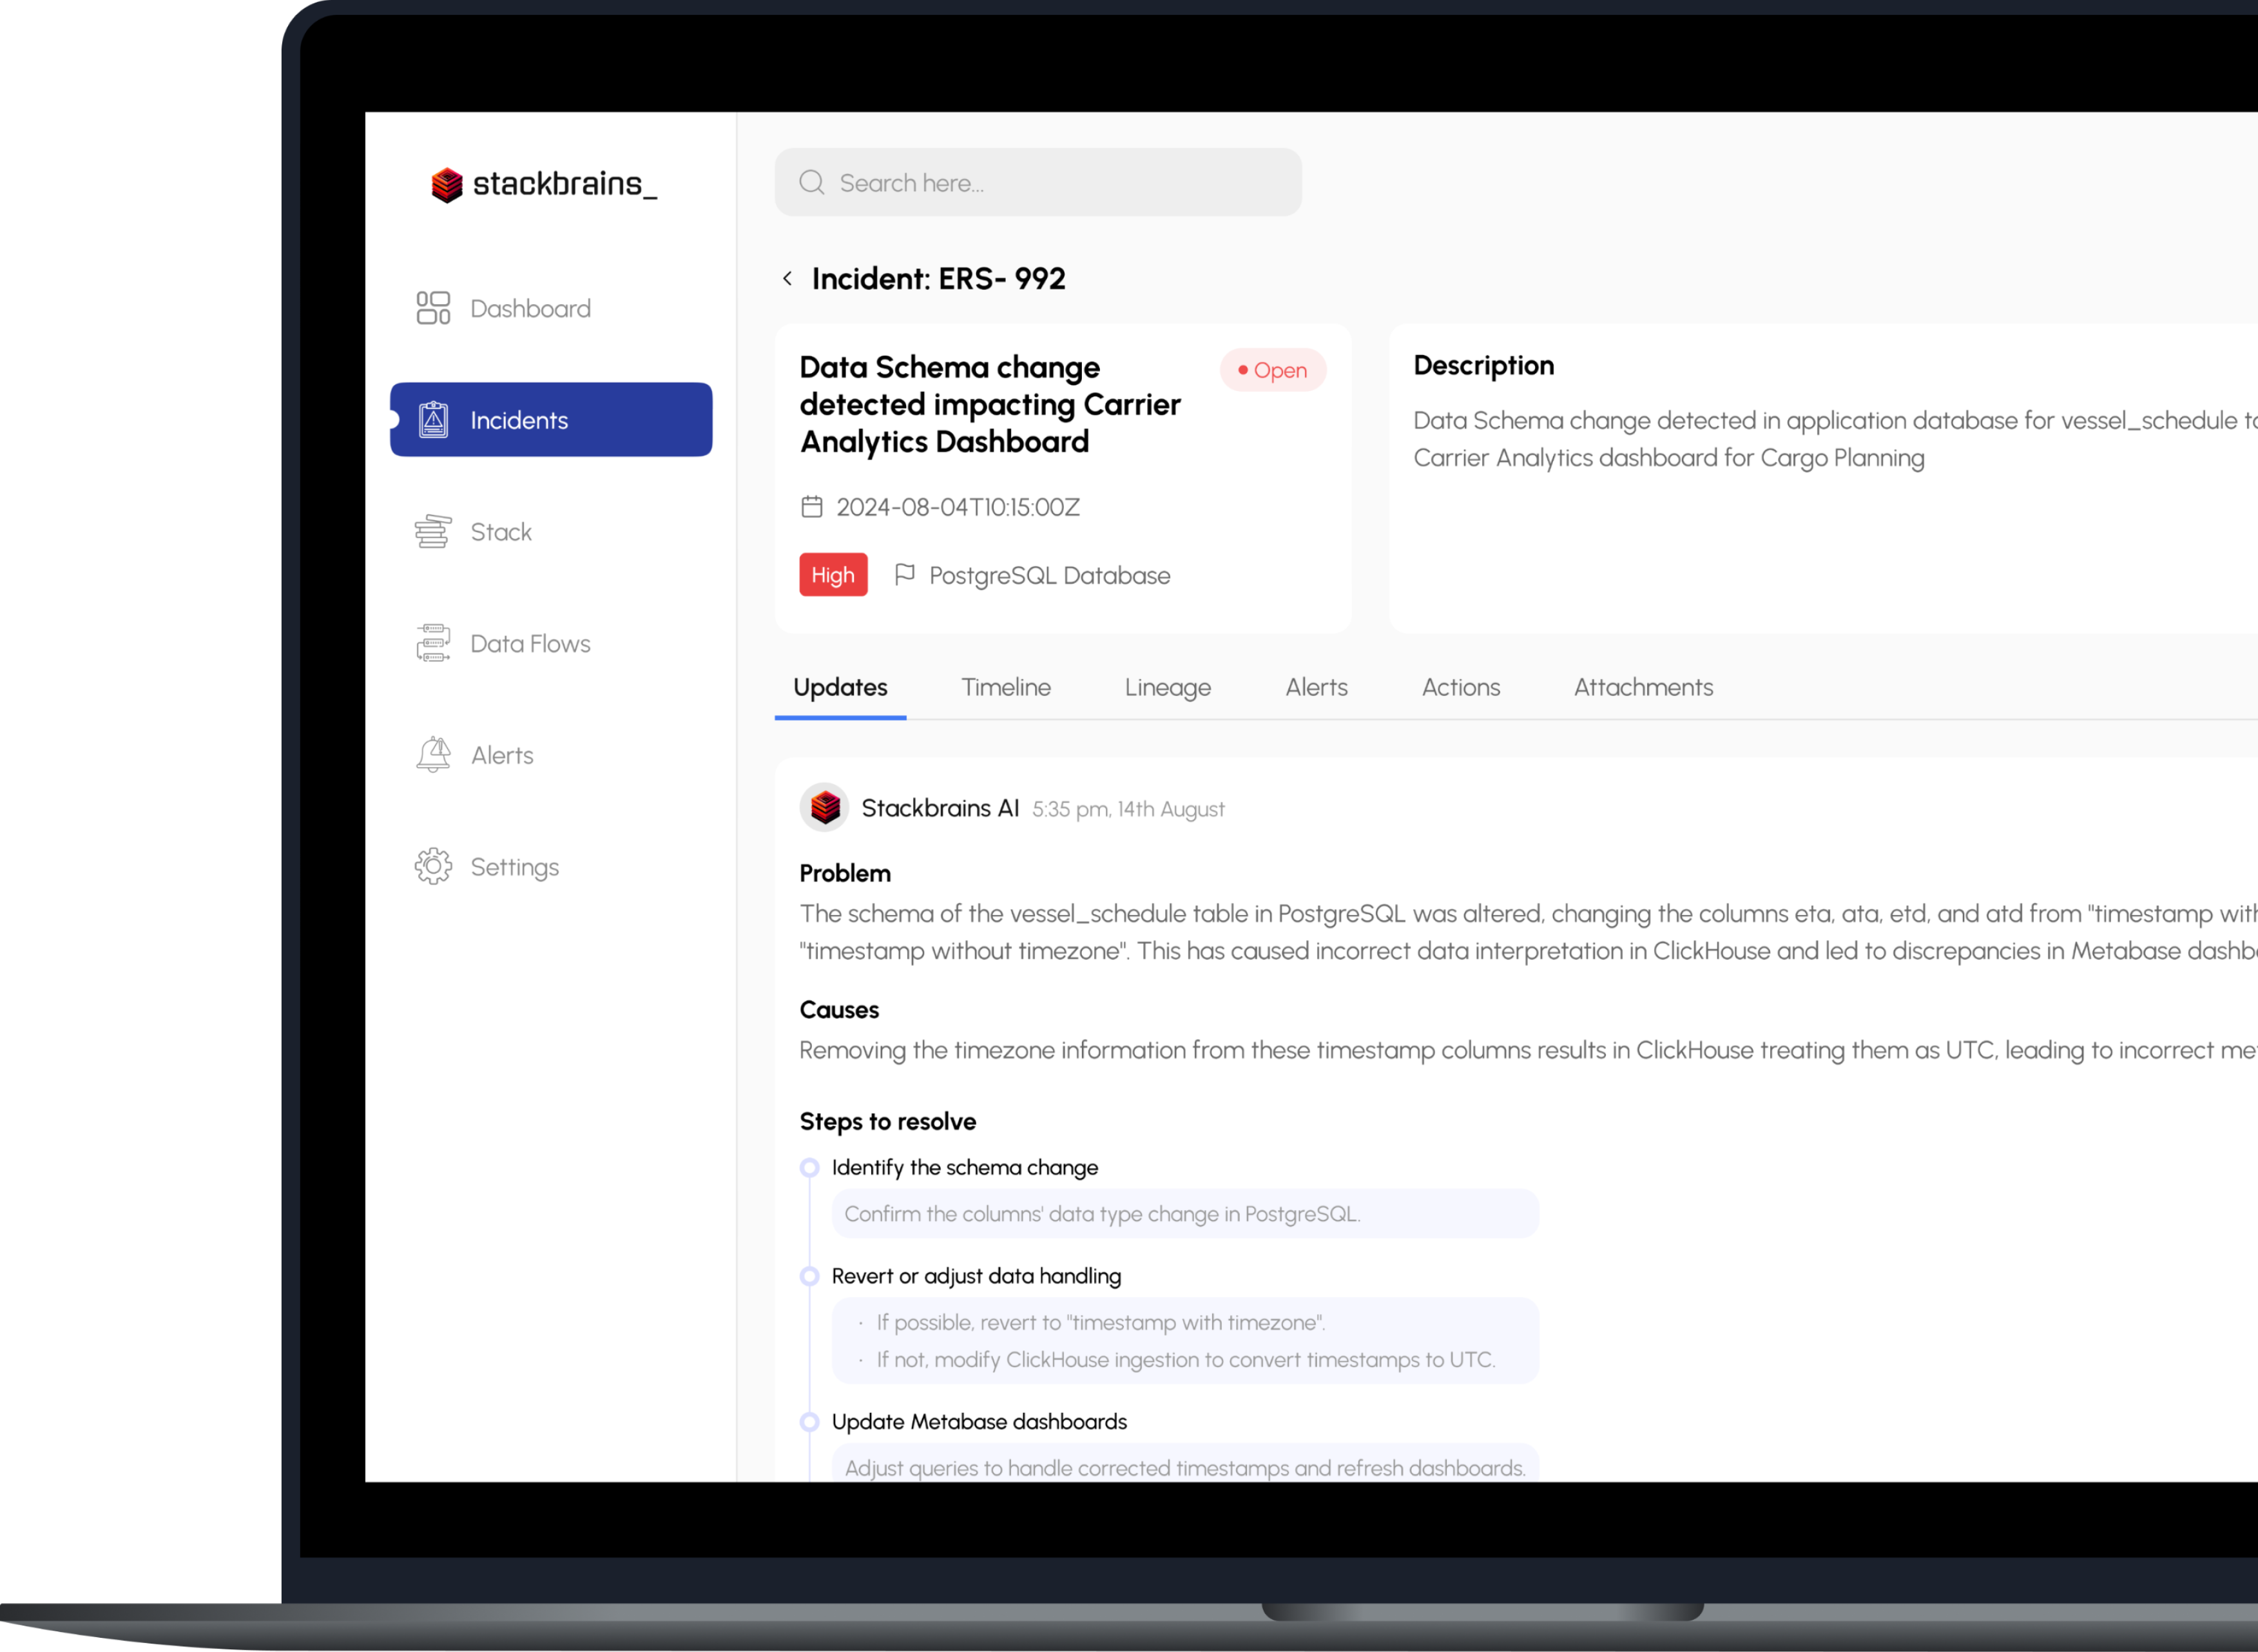 stackbrains_
Dashboard
Incidents
Stack
Data Flows
Alerts
Settings
Search here...
Incident: ERS- 992
Data Schema change
detected impacting Carrier
Analytics Dashboard
Open
2024-08-04T10:15:00Z
High
PostgreSQL Database
Description
Data Schema change detected in application database for vessel_schedule
Carrier Analytics dashboard for Cargo Planning
Updates
Timeline
Lineage
Alerts
Actions
Attachments
Stackbrains AI
5:35 pm, 14th August
Problem
The schema of the vessel_schedule table in PostgreSQL was altered, changing the columns eta, ata, etd, and atd from "timestamp
"timestamp without timezone". This has caused incorrect data interpretation in ClickHouse and led to discrepancies in Metabase
Causes
Removing the timezone information from these timestamp columns results in ClickHouse treating them as UTC, leading to incorrect
Steps to resolve
Identify the schema change
Confirm the columns' data type change in PostgreSQL.
Revert or adjust data handling
· If possible, revert to "timestamp with timezone".
· If not, modify ClickHouse ingestion to convert timestamps to UTC.
Update Metabase dashboards
Adjust queries to handle corrected timestamps and refresh dashboards.